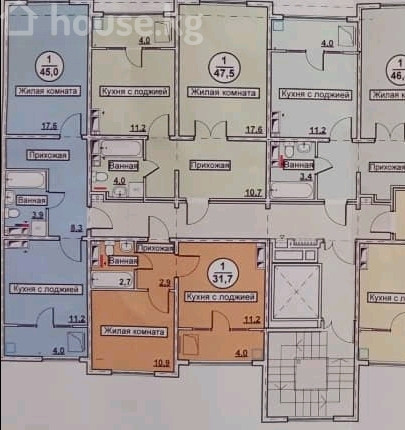 house.kg
1
45,0
Жилая комната
17.6
4.0
Кухня с лоджией
11.2
1
47,5
Жилая комната
17.6
4.0
Кухня с лоджией
11.2
1
46,
Жилая комната
Прихожая
3.9
8.3
Ванная
4.0
Прихожая
10.7
Ванная
3.4
Прихожая
Кухня с лоджией
11.2
4.0
Ванная
2.7
Прихожая
2.9
Жилая комната
10.9
1
31,7
Кухня с лоджией
11.2
4.0
Кухня с